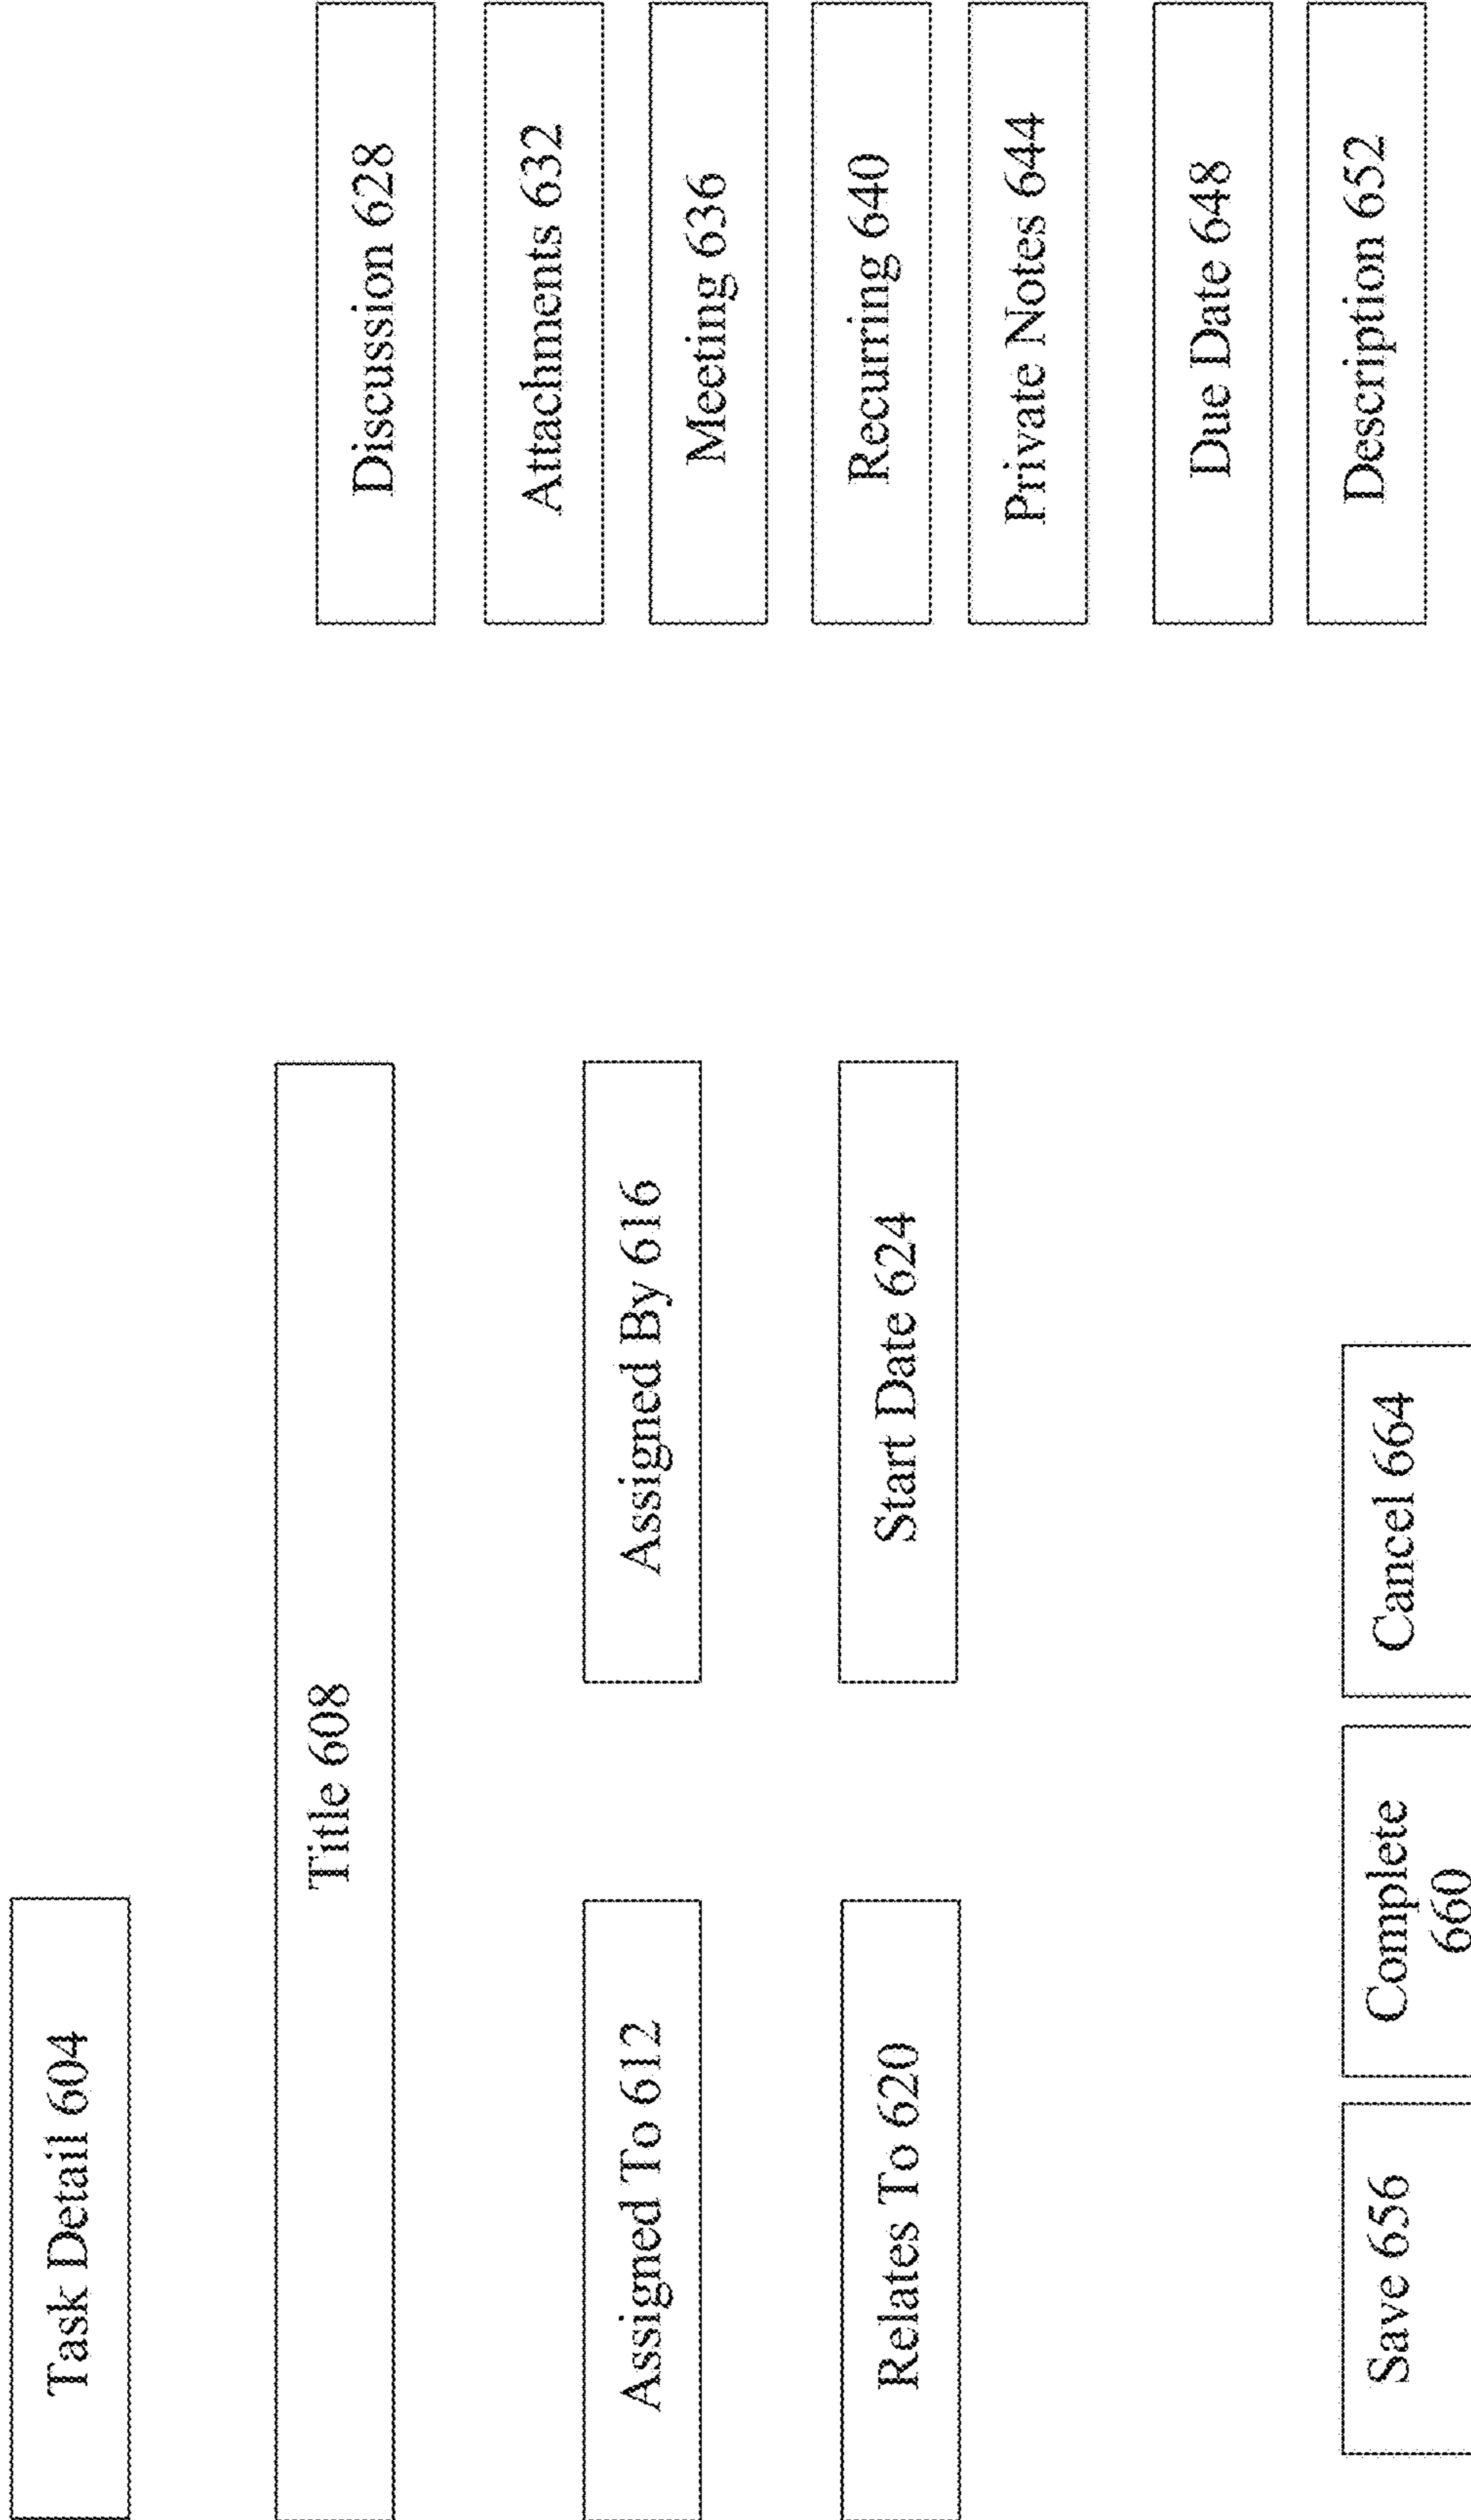 Task Detail 604
Title 608
Assigned To 612
Assigned By 616
Relates To 620
Start Date 624
Discussion 628
Attachments 632
Meeting 636
Recurring 640
Private Notes 644
Due Date 648
Description 652
Save 656
Complete
660
Cancel 664